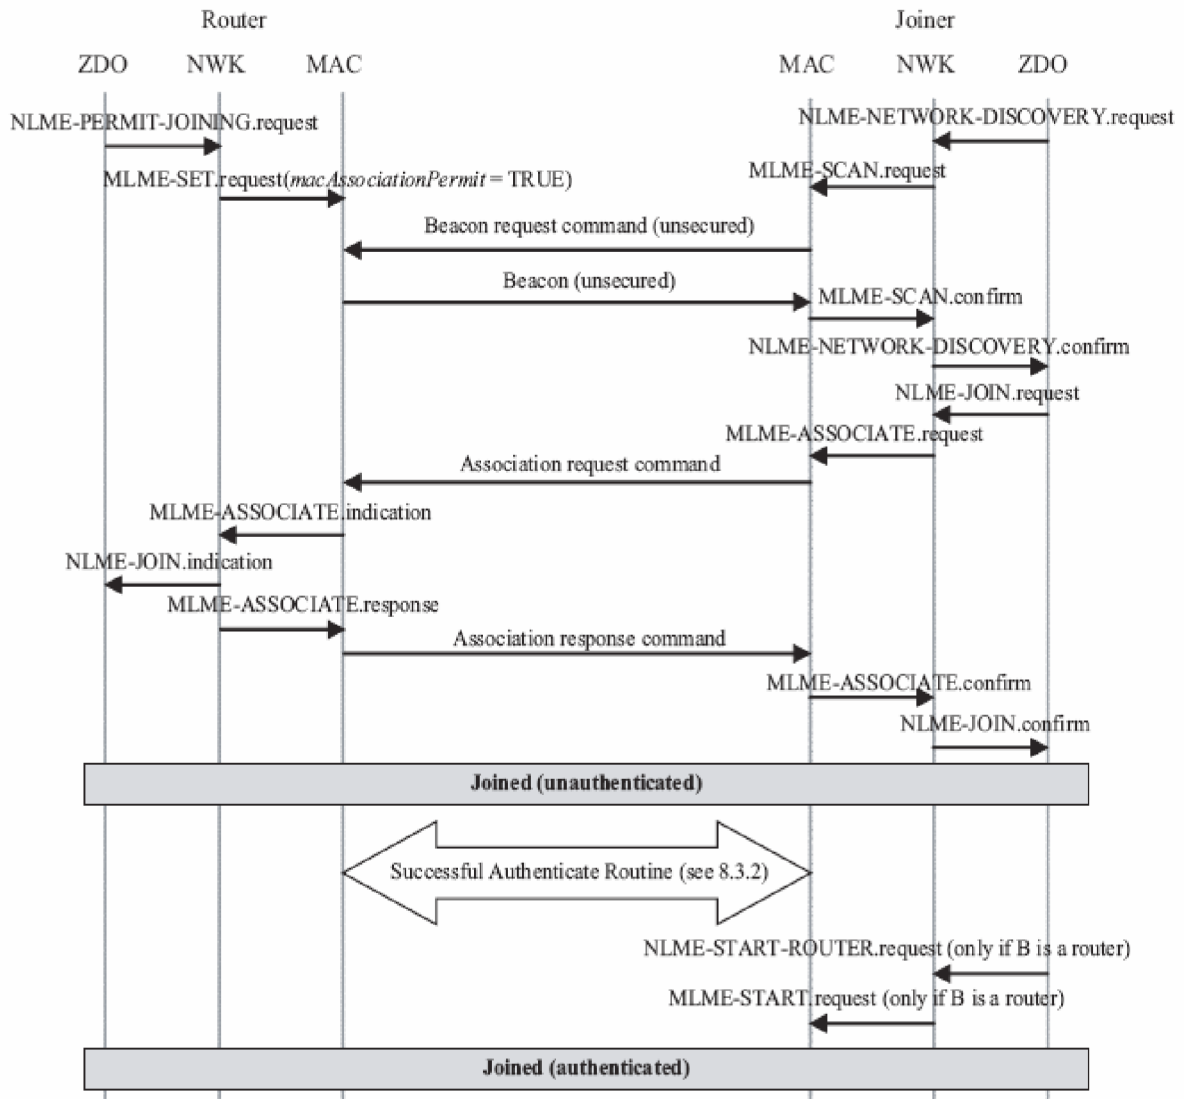 Router Joiner
ZDO NWK MAC MAC NWK ZDO
NLME-PERMIT-JOINING.request
NLME-NETWORK-DISCOVERY.request
MLME-SET.request(macAssociationPermit = TRUE)
MLME-SCAN.request
Beacon request command (unsecured)
Beacon (unsecured)
MLME-SCAN.confirm
NLME-NETWORK-DISCOVERY.confirm
NLME-JOIN.request
MLME-ASSOCIATE.request
Association request command
MLME-ASSOCIATE.indication
NLME-JOIN.indication
MLME-ASSOCIATE.response
Association response command
MLME-ASSOCIATE.confirm
NLME-JOIN.confirm
Joined (unauthenticated)
Successful Authenticate Routine (see 8.3.2)
NLME-START-ROUTER.request (only if B is a router)
MLME-START.request (only if B is a router)
Joined (authenticated)